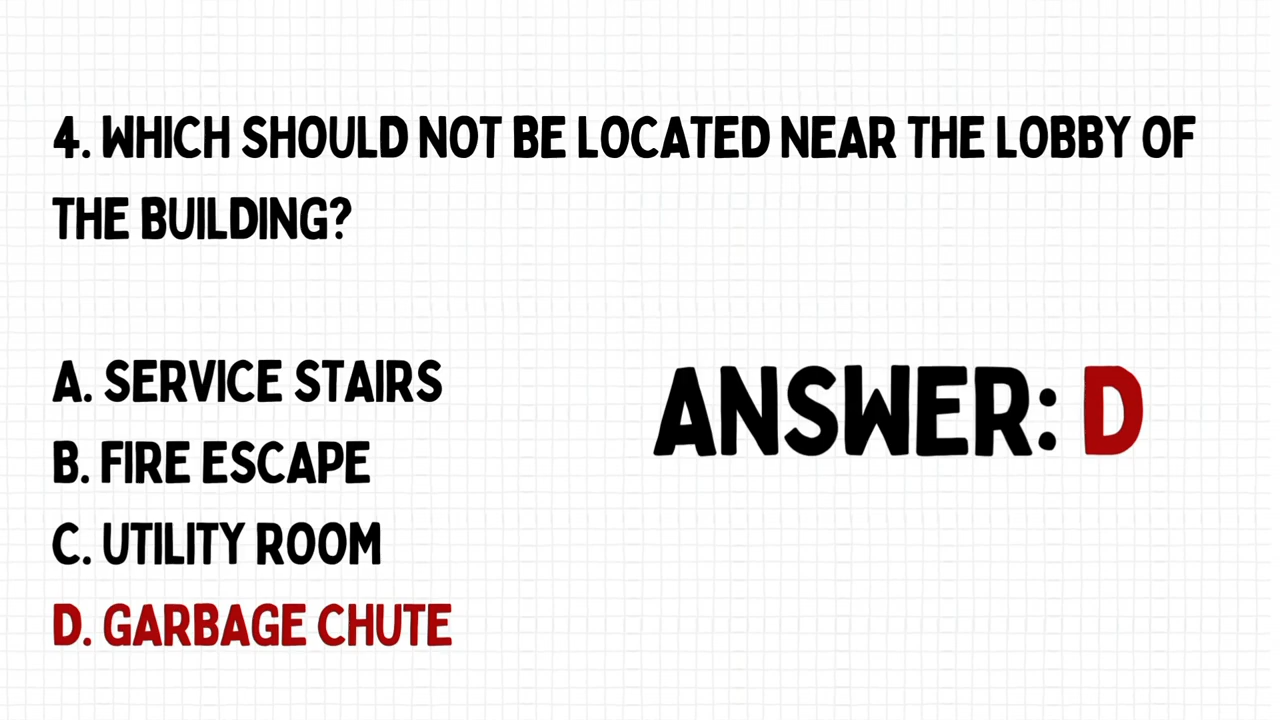 4. WHICH SHOULD NOT BE LOCATED NEAR THE LOBBY OF
THE BUILDING?
A. SERVICE STAIRS
B. FIRE ESCAPE
C. UTILITY ROOM
D. GARBAGE CHUTE
ANSWER: D